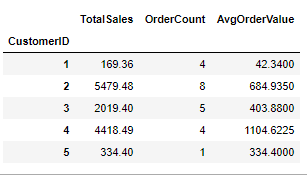 TotalSales OrderCount AvgOrderValue
CustomerID
1 169.36 4 42.3400
2 5479.48 8 684.9350
3 2019.40 5 403.8800
4 4418.49 4 1104.6225
5 334.40 1 334.4000